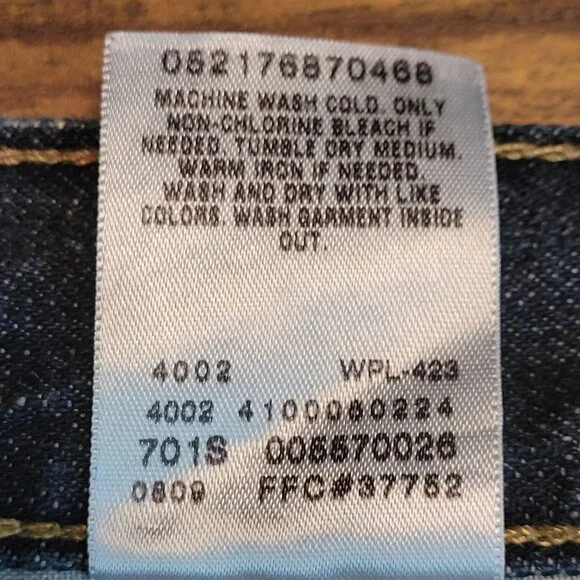 052176870468
MACHINE WASH COLD. ONLY
NON-CHLORINE BLEACH IF
NEEDED. TUMBLE DRY MEDIUM.
WARM IRON IF NEEDED.
WASH AND DRY WITH LIKE
COLORS. WASH GARMENT INSIDE
OUT.
4002 WPL-423
4002 4100080224
701S 005570026
0809 FFC#37752